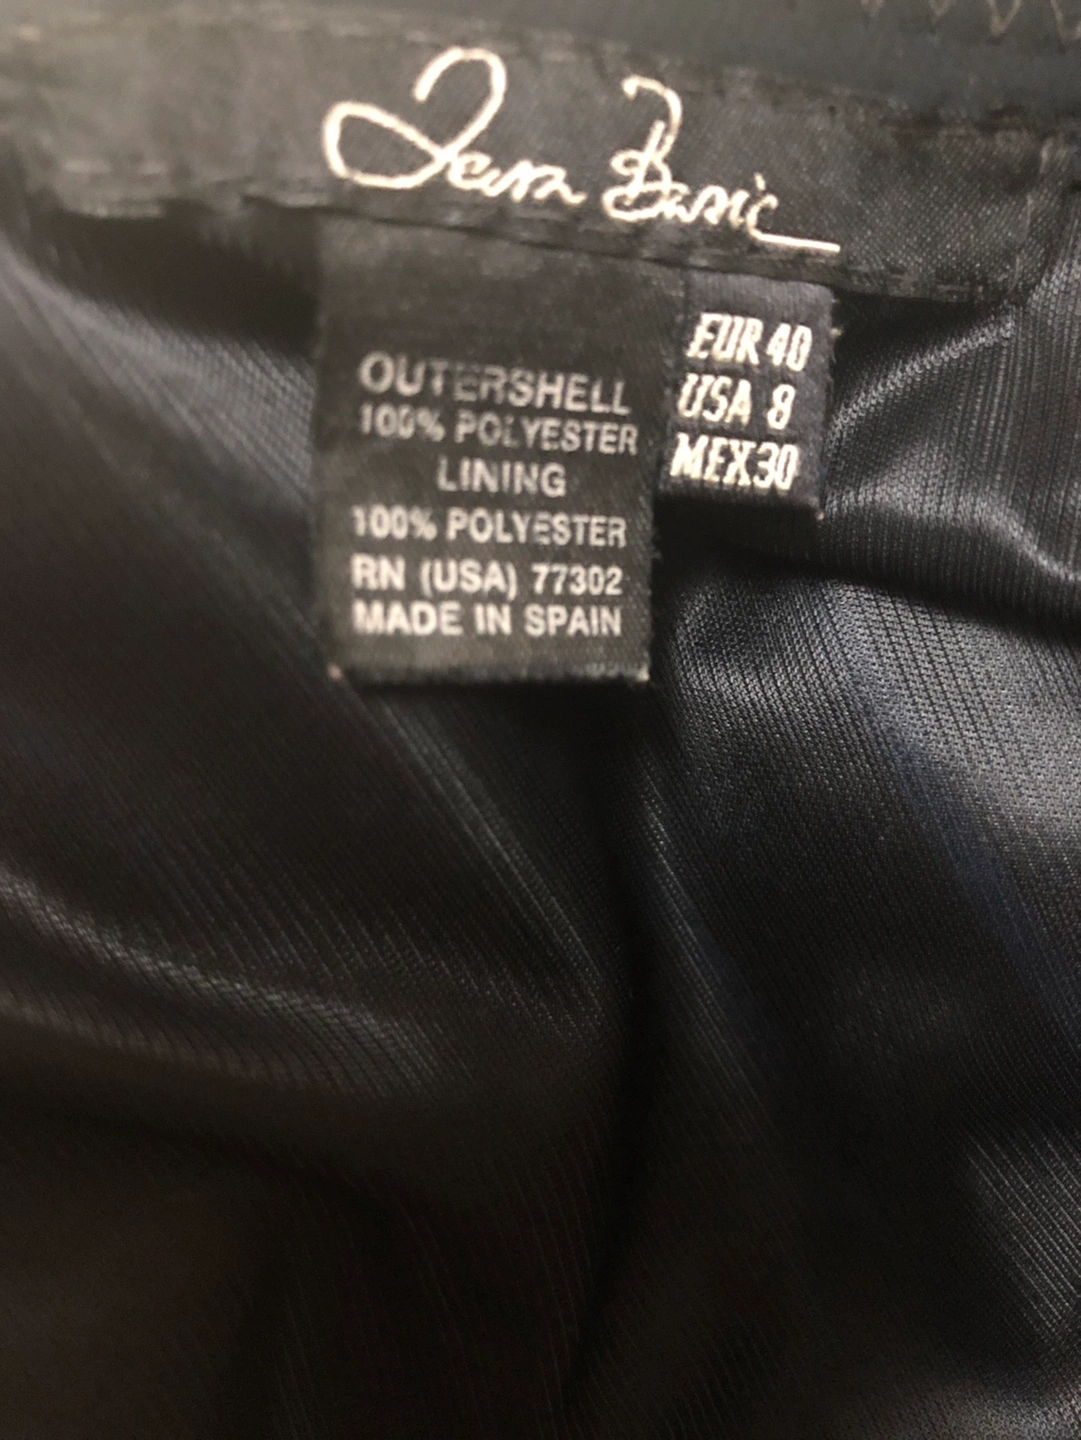 Zara Basic
OUTERSHELL
100% POLYESTER
LINING
100% POLYESTER
RN (USA) 77302
MADE IN SPAIN
EUR 40
USA 8
MEX 30